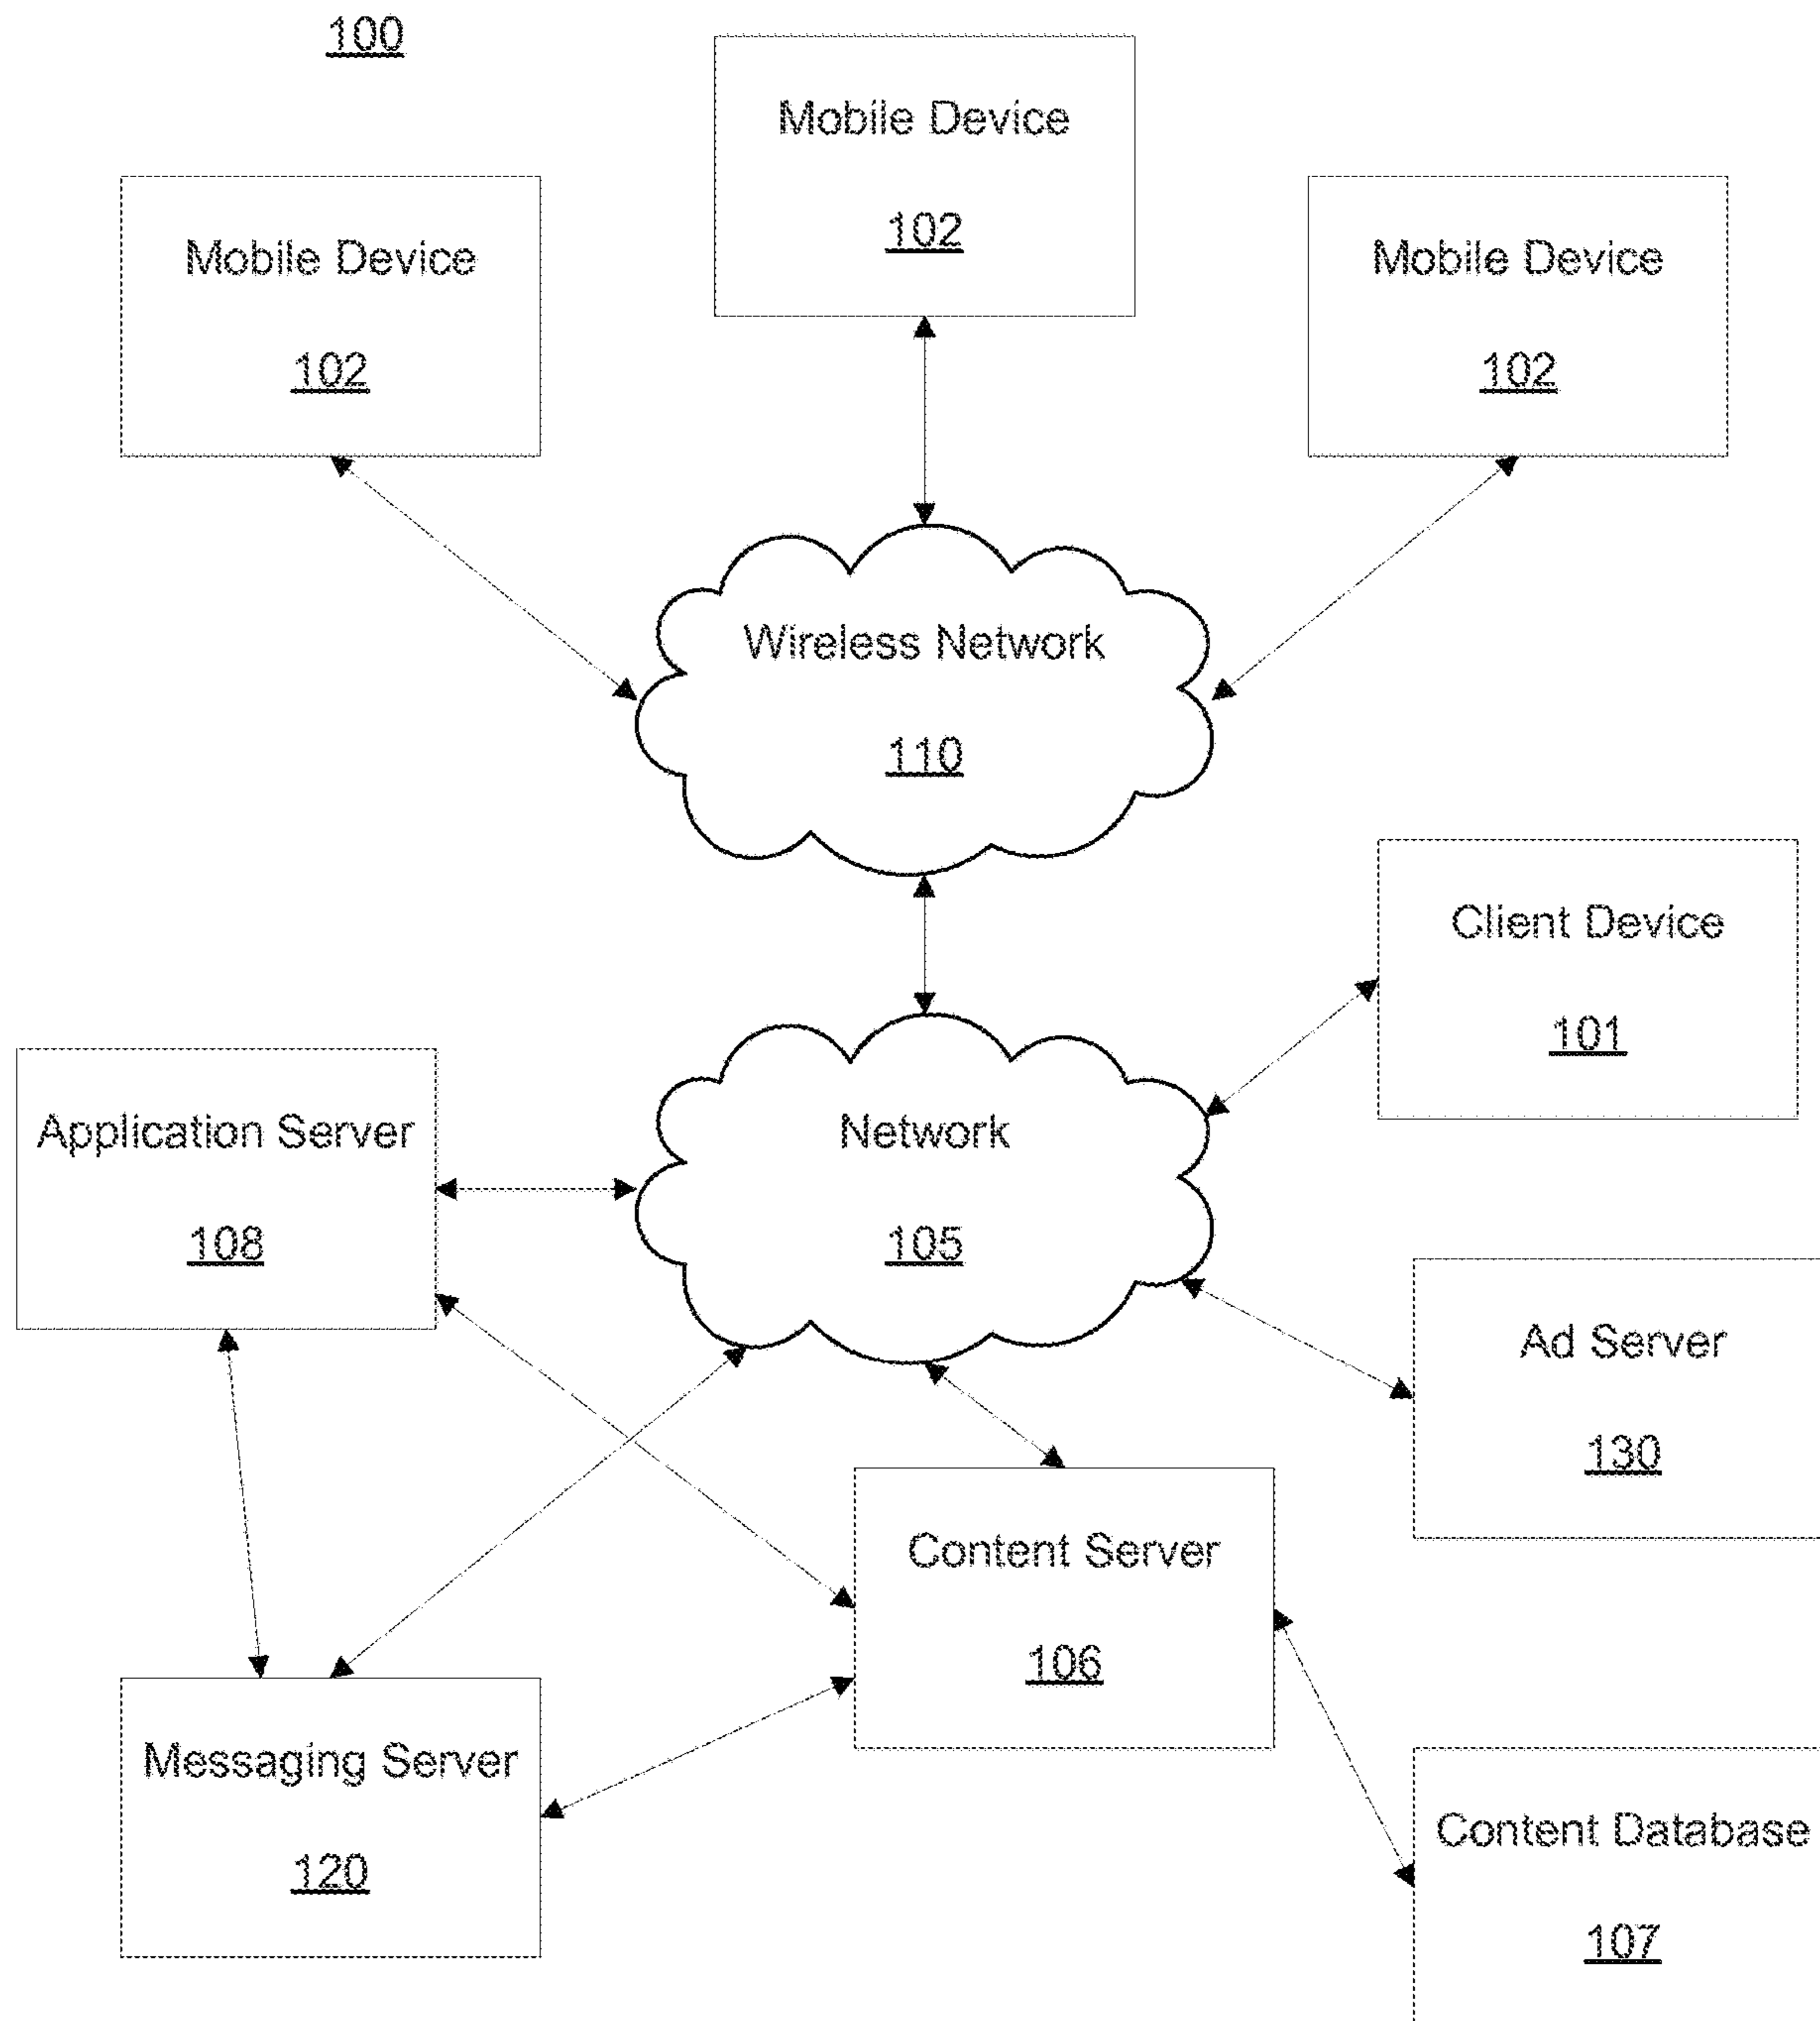 100
Mobile Device
102
Mobile Device
102
Mobile Device
102
Wireless Network
110
Client Device
101
Application Server
108
Network
105
Ad Server
130
Content Server
106
Messaging Server
120
Content Database
107